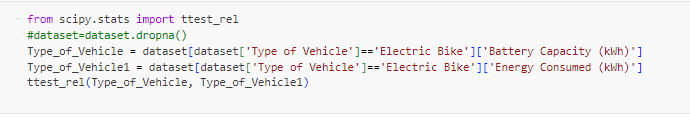 from scipy.stats import ttest_rel
#dataset=dataset.dropna()
Type_of_Vehicle = dataset[dataset['Type of Vehicle']=='Electric Bike']['Battery Capacity (kWh)']
Type_of_Vehicle1 = dataset[dataset['Type of Vehicle']=='Electric Bike']['Energy Consumed (kWh)']
ttest_rel(Type_of_Vehicle, Type_of_Vehicle1)